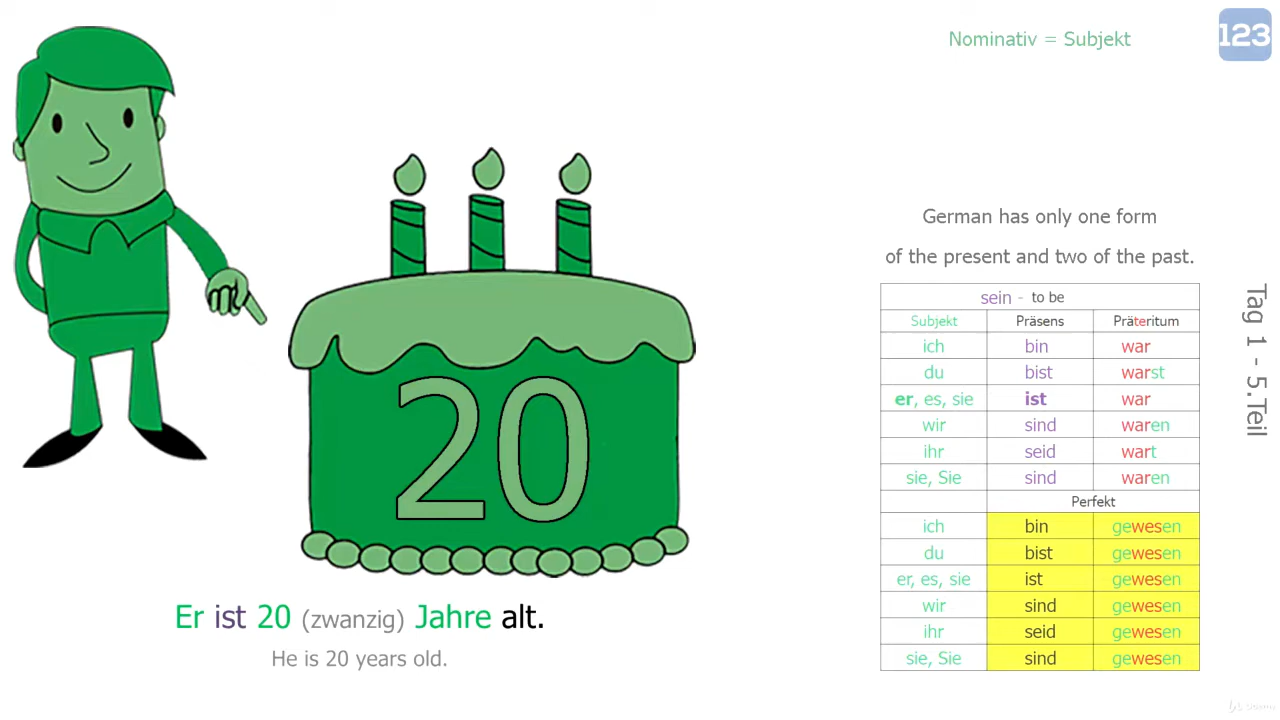 Nominativ = Subjekt
123
German has only one form
of the present and two of the past.
sein - to be
Subjekt Präsens Präteritum
ich bin war
du bist warst
er, es, sie ist war
wir sind waren
ihr seid wart
sie, Sie sind waren
Perfekt
ich bin gewesen
du bist gewesen
er, es, sie ist gewesen
wir sind gewesen
ihr seid gewesen
sie, Sie sind gewesen
Tag 1 - 5.Teil
20
Er ist 20 (zwanzig) Jahre alt.
He is 20 years old.